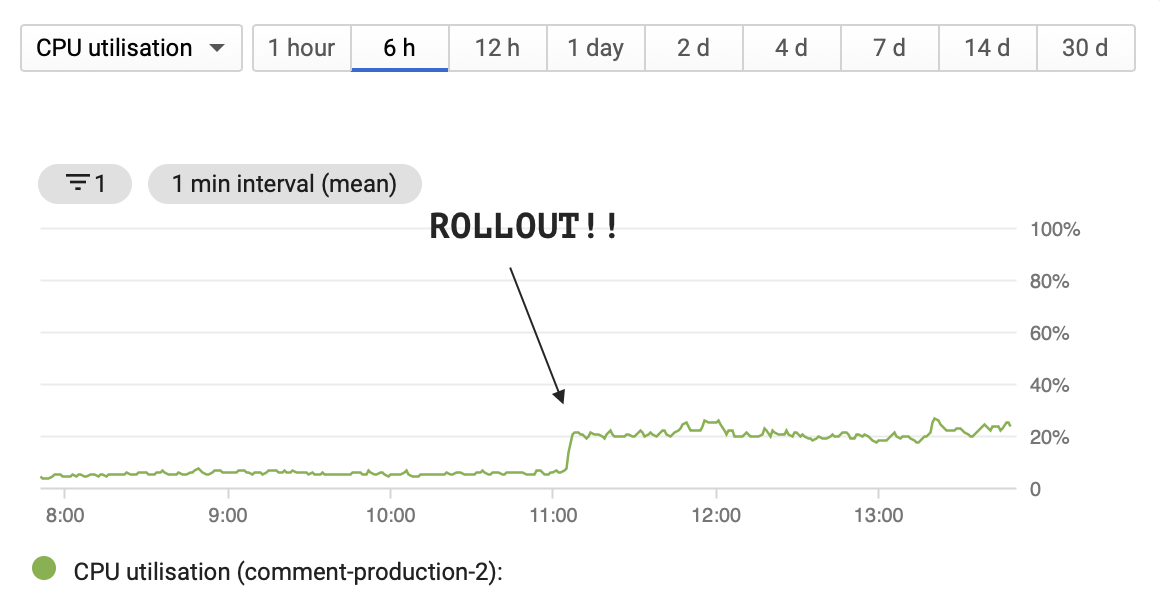 CPU utilisation 1 hour 6 h 12 h 1 day 2 d 4 d 7 d 14 d 30 d
1 1 min interval (mean)
ROLLOUT!!
100%
80%
60%
40%
20%
0
8:00 9:00 10:00 11:00 12:00 13:00
CPU utilisation (comment-production-2):